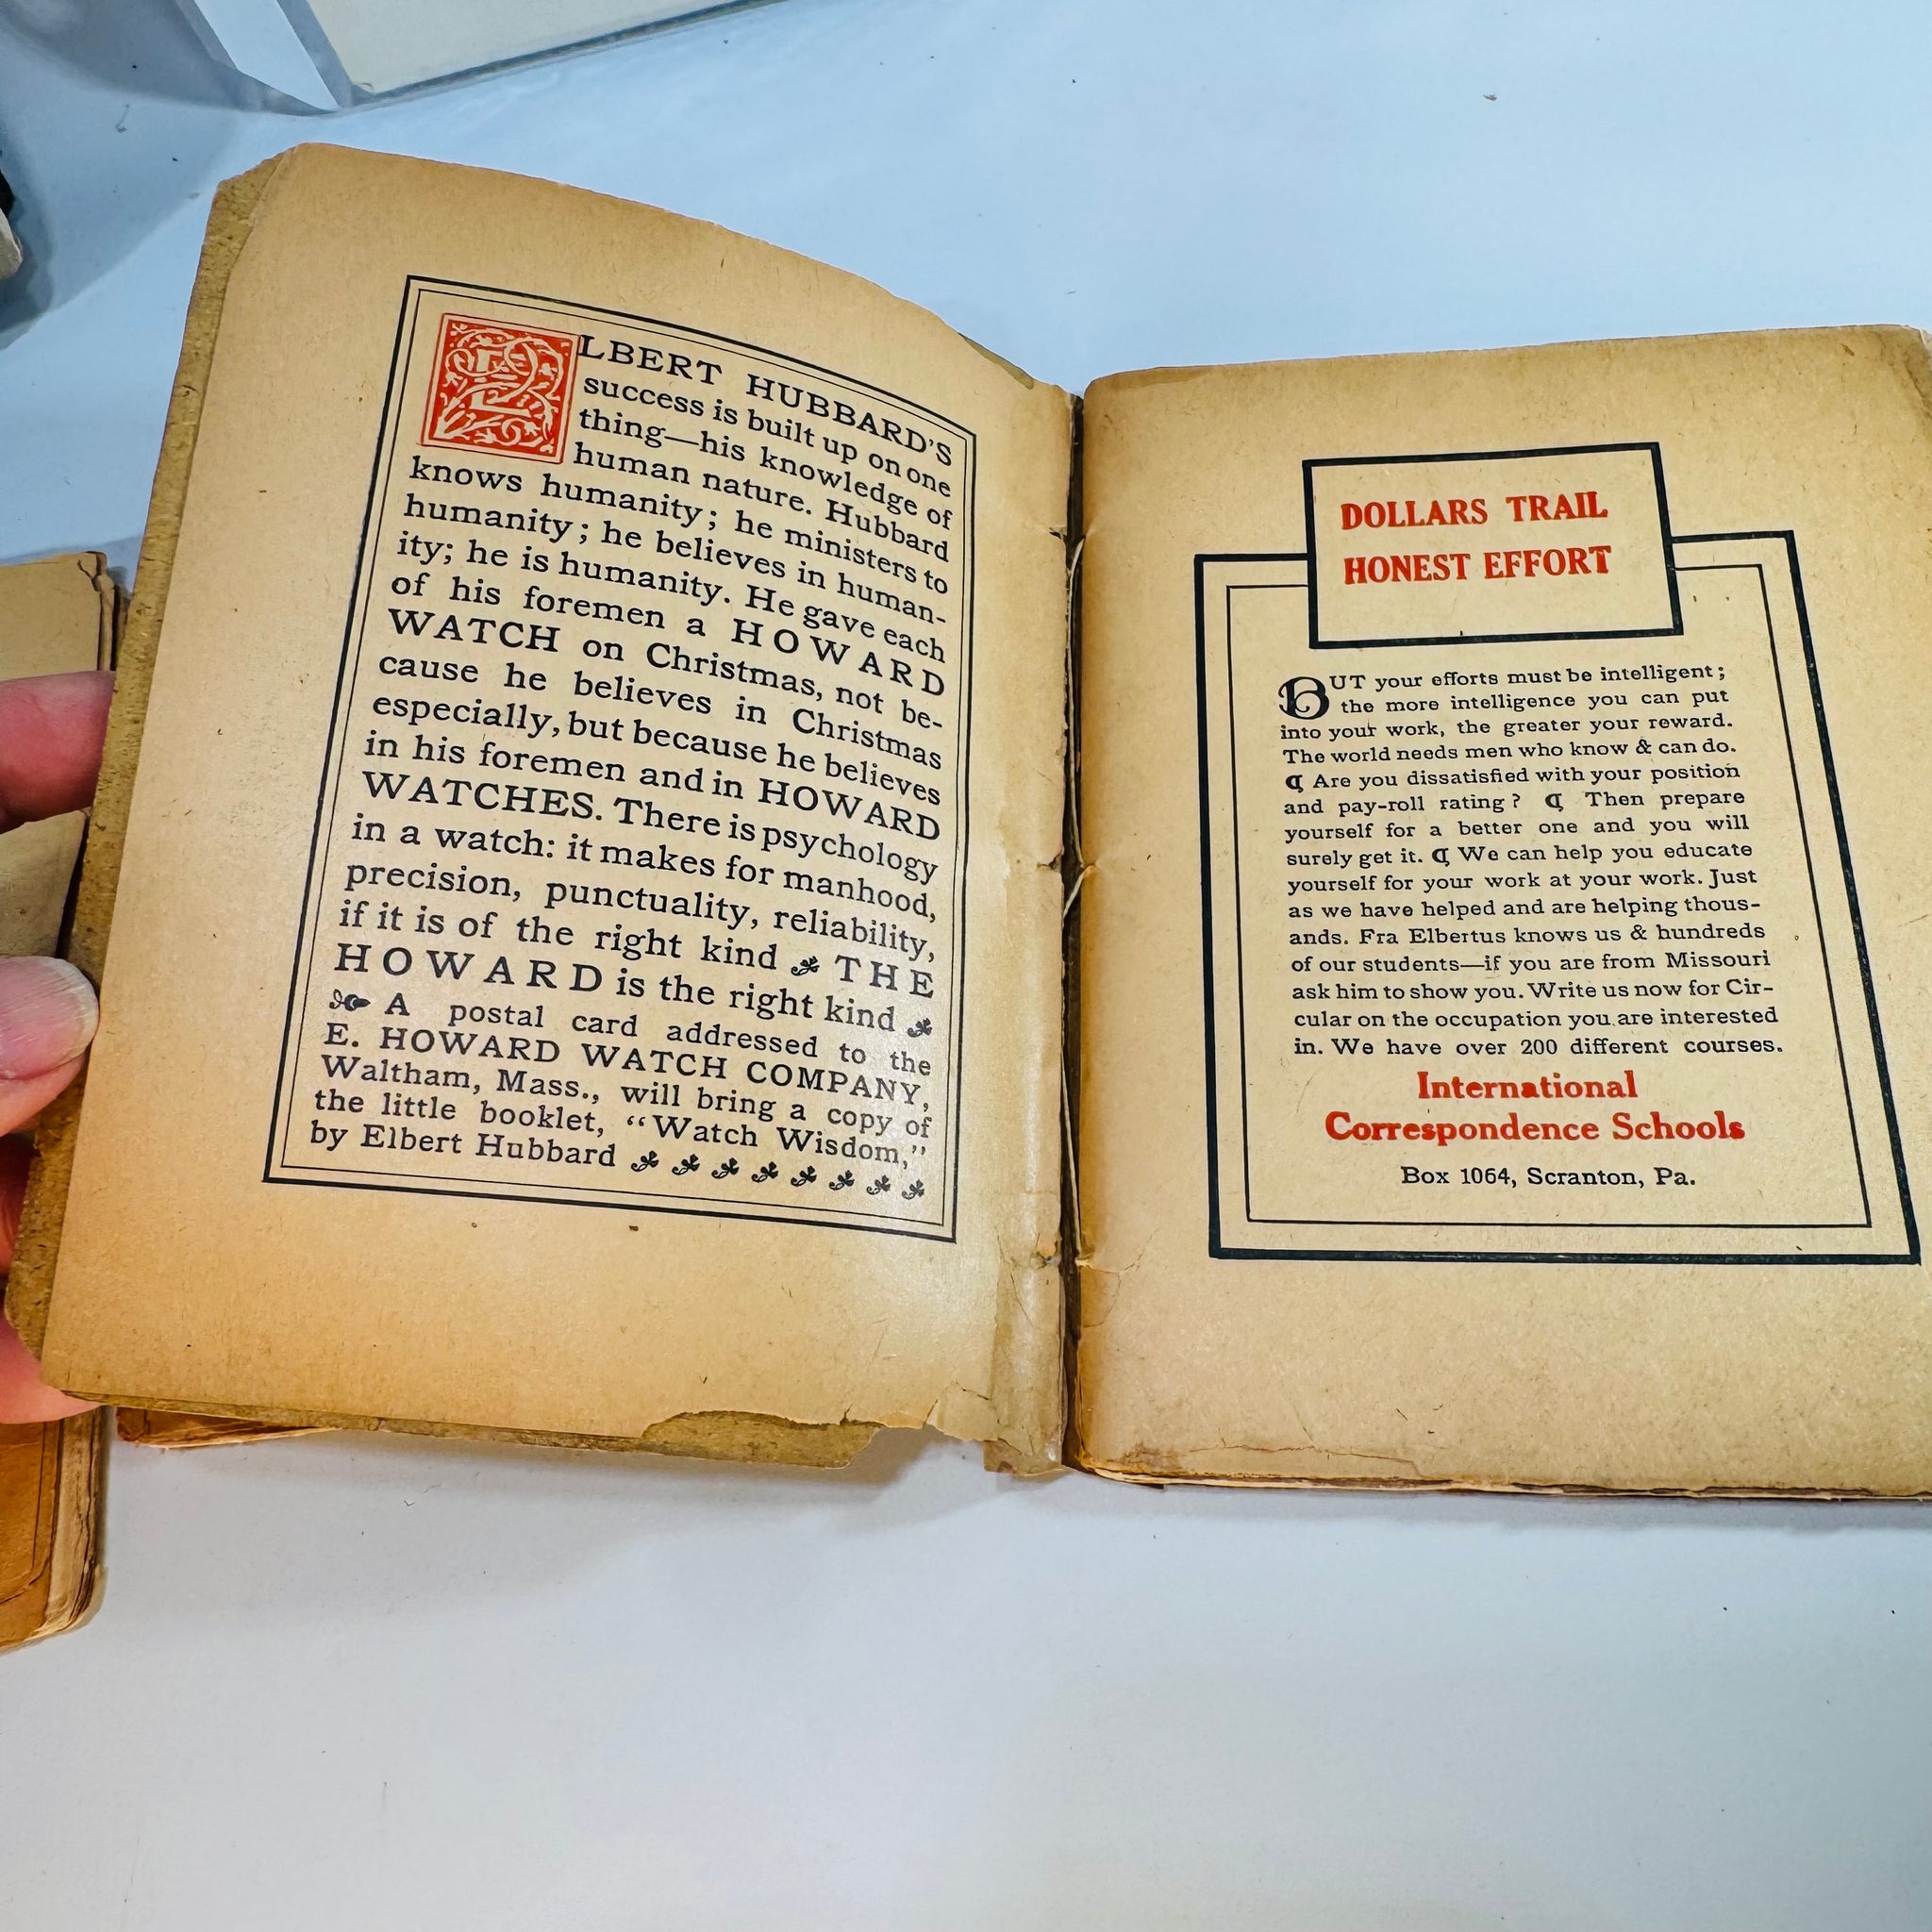 ELBERT HUBBARD'S
success is built up on one
thing—his knowledge of
human nature. Hubbard
knows humanity; he ministers to
humanity; he believes in human-
ity; he is humanity. He gave each
of his foremen a HOWARD
WATCH on Christmas, not be-
cause he believes in Christmas
especially, but because he believes
in his foremen and in HOWARD
WATCHES. There is psychology
in a watch: it makes for manhood,
precision, punctuality, reliability,
if it is of the right kind THE
HOWARD is the right kind
A postal card addressed to the
E. HOWARD WATCH COMPANY,
Waltham, Mass., will bring a copy of
the little booklet, “Watch Wisdom,”
by Elbert Hubbard
DOLLARS TRAIL
HONEST EFFORT
BUT your efforts must be intelligent;
the more intelligence you can put
into your work, the greater your reward.
The world needs men who know & can do.
¶ Are you dissatisfied with your position
and pay-roll rating? ¶ Then prepare
yourself for a better one and you will
surely get it. ¶ We can help you educate
yourself for your work at your work. Just
as we have helped and are helping thous-
ands. Fra Elbertus knows us & hundreds
of our students—if you are from Missouri
ask him to show you. Write us now for Cir-
cular on the occupation you are interested
in. We have over 200 different courses.
International
Correspondence Schools
Box 1064, Scranton, Pa.